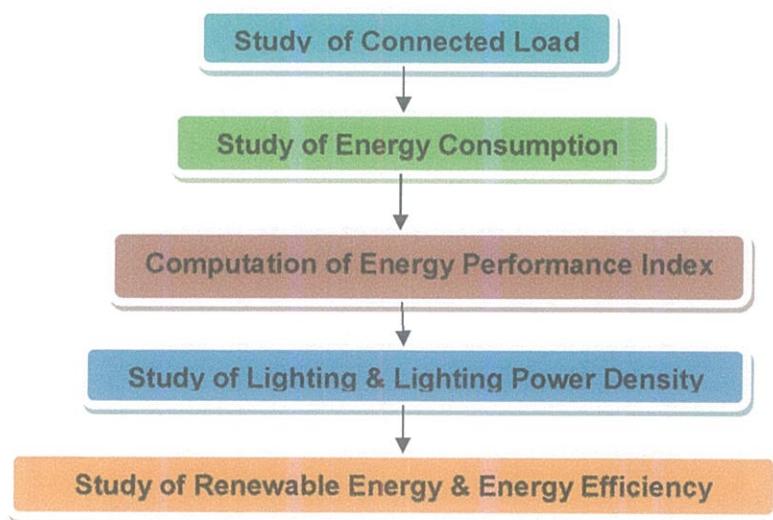 Study of Connected Load
Study of Energy Consumption
Computation of Energy Performance Index
Study of Lighting & Lighting Power Density
Study of Renewable Energy & Energy Efficiency